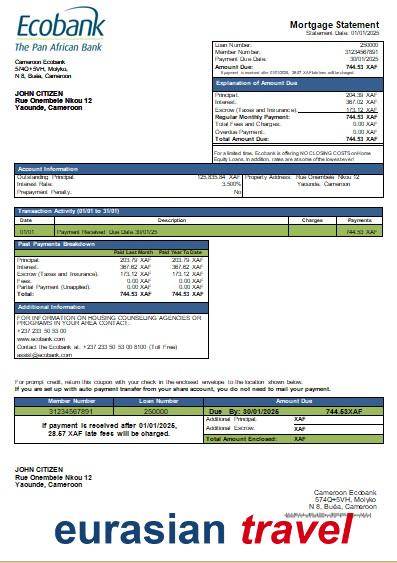 Ecobank
The Pan African Bank
Mortgage Statement
Statement Date: 01/01/2025
Cameroon Ecobank
574Q+5VH, Molyko,
N 8, Buéa, Cameroon
JOHN CITIZEN
Rue Onembele Nkou 12
Yaounde, Cameroon
Loan Number: 250000
Member Number: 31234567891
Payment Due Date: 30/01/2025
Amount Due: 744.53 XAF
If payment is received after 01/01/2025, 28.67 XAF late fees will be charged.
Explanation of Amount Due
Principal: 204.39 XAF
Interest: 367.02 XAF
Escrow (Taxes and Insurance): 173.12 XAF
Regular Monthly Payment: 744.53 XAF
Total Fees and Charges: 0.00 XAF
Overdue Payment: 0.00 XAF
Total Amount Due: 744.53 XAF
For a limited time, Ecobank is offering NO CLOSING COSTS on Home
Equity Loans. In addition, rates are at some of the lowest ever!
Account Information
Outstanding Principal: 125,835.84 XAF Property Address: Rue Onembele Nkou 12
Interest Rate: 3.500% Yaounde, Cameroon
Prepayment Penalty: No
Transaction Activity (01/01 to 31/01)
Date Description Charges Payments
01/01 Payment Received Due Date 30/01/25 744.53 XAF
Past Payments Breakdown
Paid Last Month Paid Year To Date
Principal: 203.79 XAF 203.79 XAF
Interest: 367.62 XAF 367.62 XAF
Escrow (Taxes and Insurance): 173.12 XAF 173.12 XAF
Fees: 0.00 XAF 0.00 XAF
Partial Payment (Unapplied): 0.00 XAF 0.00 XAF
Total: 744.53 XAF 744.53 XAF
Additional Information
FOR INFORMATION ON HOUSING COUNSELING AGENCIES OR
PROGRAMS IN YOUR AREA CONTACT:
+237 233 50 53 00
www.ecobank.com
Contact the Ecobank at: +237 233 50 53 00 8100 (Toll Free)
assist@ecobank.com
For prompt credit, return this coupon with your check in the enclosed envelope to the location shown below.
If you are set up with auto payment transfer from your share account, you do not need to mail your payment.
Member Number Loan Number Amount Due
31234567891 250000 Due By: 30/01/2025 744.53XAF
If payment is received after 01/01/2025,
28.67 XAF late fees will be charged.
Additional Principal: XAF
Additional Escrow: XAF
Total Amount Enclosed: XAF
JOHN CITIZEN
Rue Onembele Nkou 12
Yaounde, Cameroon
Cameroon Ecobank
574Q+5VH, Molyko
N 8, Buéa, Cameroon
eurasian travel